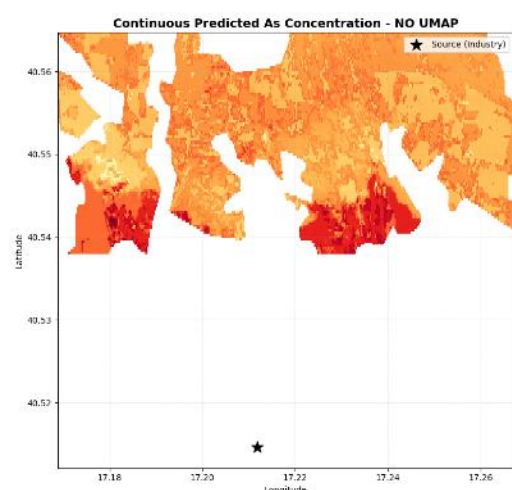 Continuous Predicted As Concentration - NO UMAP
Source (Industry)
40.56
40.55
40.54
40.53
40.52
Latitude
17.18
17.20
17.22
17.24
17.26
Longitude